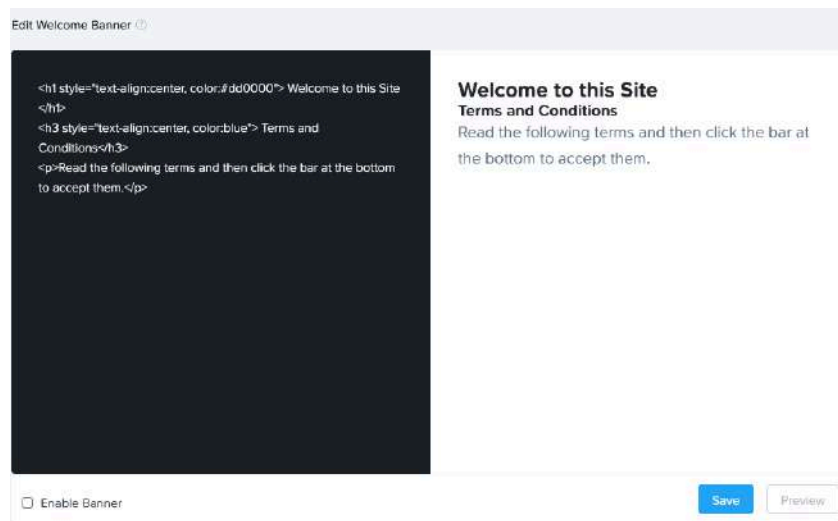 Edit Welcome Banner
<h1 style="text-align:center, color:#dd0000"> Welcome to this Site
</h1>
<h3 style="text-align:center, color:blue"> Terms and
Conditions</h3>
<p>Read the following terms and then click the bar at the bottom
to accept them.</p>
Welcome to this Site
Terms and Conditions
Read the following terms and then click the bar at
the bottom to accept them.
Enable Banner
Save
Preview